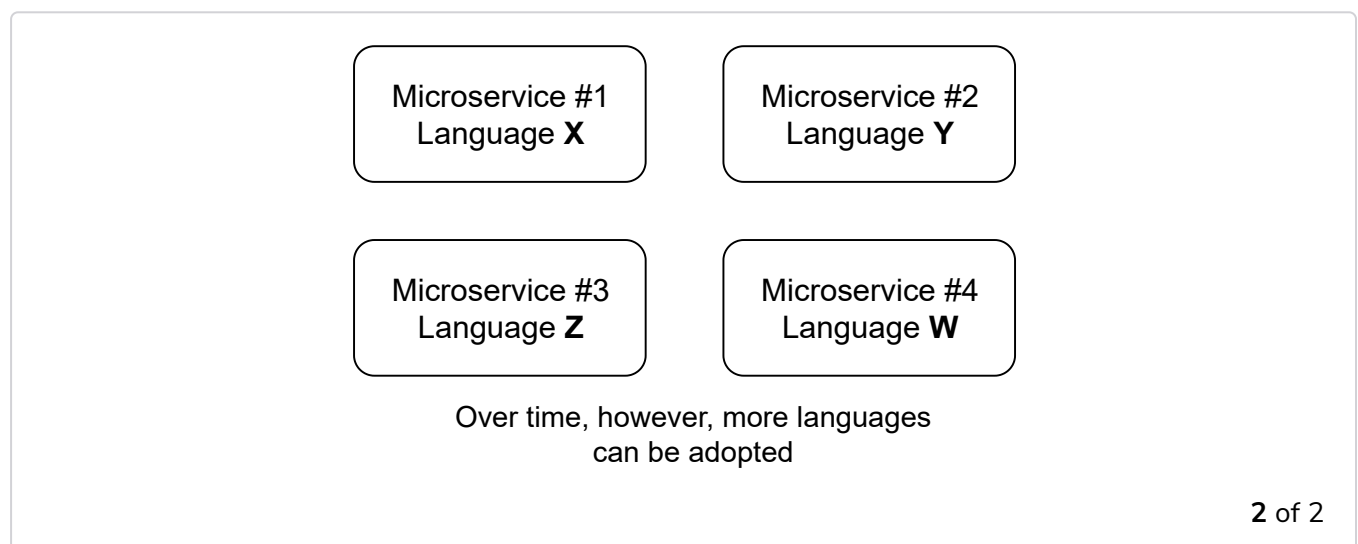 Microservice #1
Language X
Microservice #2
Language Y
Microservice #3
Language Z
Microservice #4
Language W
Over time, however, more languages
can be adopted
2 of 2